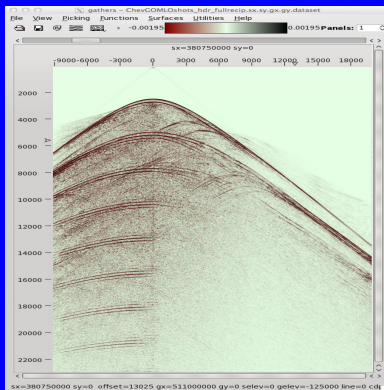 gathers - ChevGOMLOshots_hdr_fullrecip.sx.sy.gx.gy.dataset
File View Picking Functions Surfaces Utilities Help
-0.00195 0.00195 Panels: 1
sx=380750000 sy=0
-9000 -6000 -3000 0 3000 6000 9000 12000 15000 18000
2000
4000
6000
8000
10000
12000
14000
16000
18000
20000
22000
sx=380750000 sy=0 offset=13025 gx=511000000 gy=0 selev=0 gelev=-125000 line=0 cdp